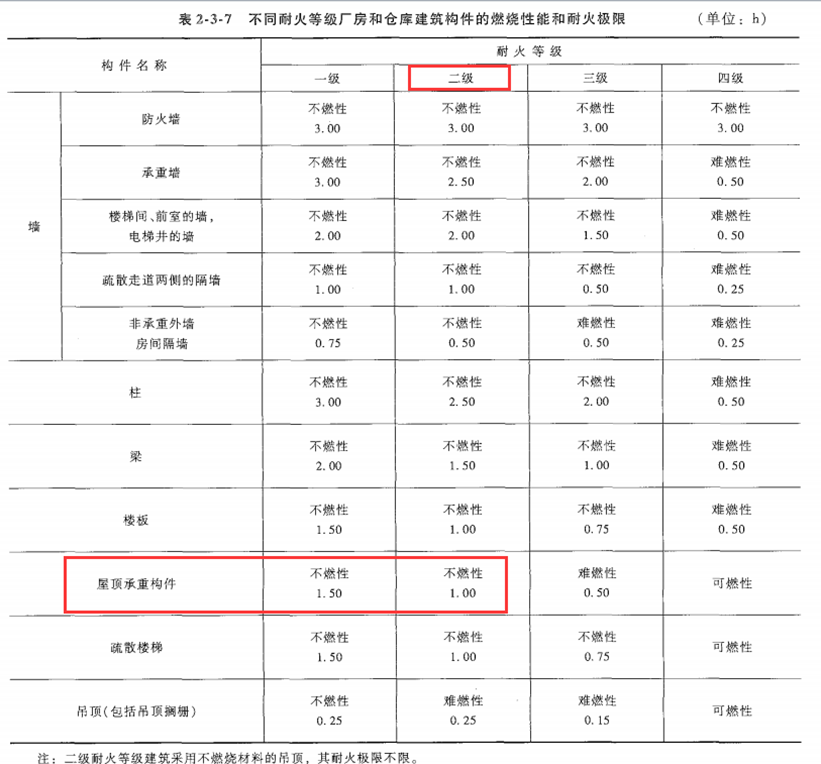 表2-3-7 不同耐火等级厂房和仓库建筑构件的燃烧性能和耐火极限 (单位: h)
构件名称 耐火等级
一级 二级 三级 四级
墙
防火墙 不燃性 3.00 不燃性 3.00 不燃性 3.00 不燃性 3.00
承重墙 不燃性 3.00 不燃性 2.50 不燃性 2.00 难燃性 0.50
楼梯间、前室的墙,
电梯井的墙 不燃性 2.00 不燃性 2.00 不燃性 1.50 难燃性 0.50
疏散走道两侧的隔墙 不燃性 1.00 不燃性 1.00 不燃性 0.50 难燃性 0.25
非承重外墙
房间隔墙 不燃性 0.75 不燃性 0.50 难燃性 0.50 难燃性 0.25
柱 不燃性 3.00 不燃性 2.50 不燃性 2.00 难燃性 0.50
梁 不燃性 2.00 不燃性 1.50 不燃性 1.00 难燃性 0.50
楼板 不燃性 1.50 不燃性 1.00 不燃性 0.75 难燃性 0.50
屋顶承重构件 不燃性 1.50 不燃性 1.00 难燃性 0.50 可燃性
疏散楼梯 不燃性 1.50 不燃性 1.00 不燃性 0.75 可燃性
吊顶(包括吊顶搁栅) 不燃性 0.25 难燃性 0.25 难燃性 0.15 可燃性
注: 二级耐火等级建筑采用不燃烧材料的吊顶, 其耐火极限不限。